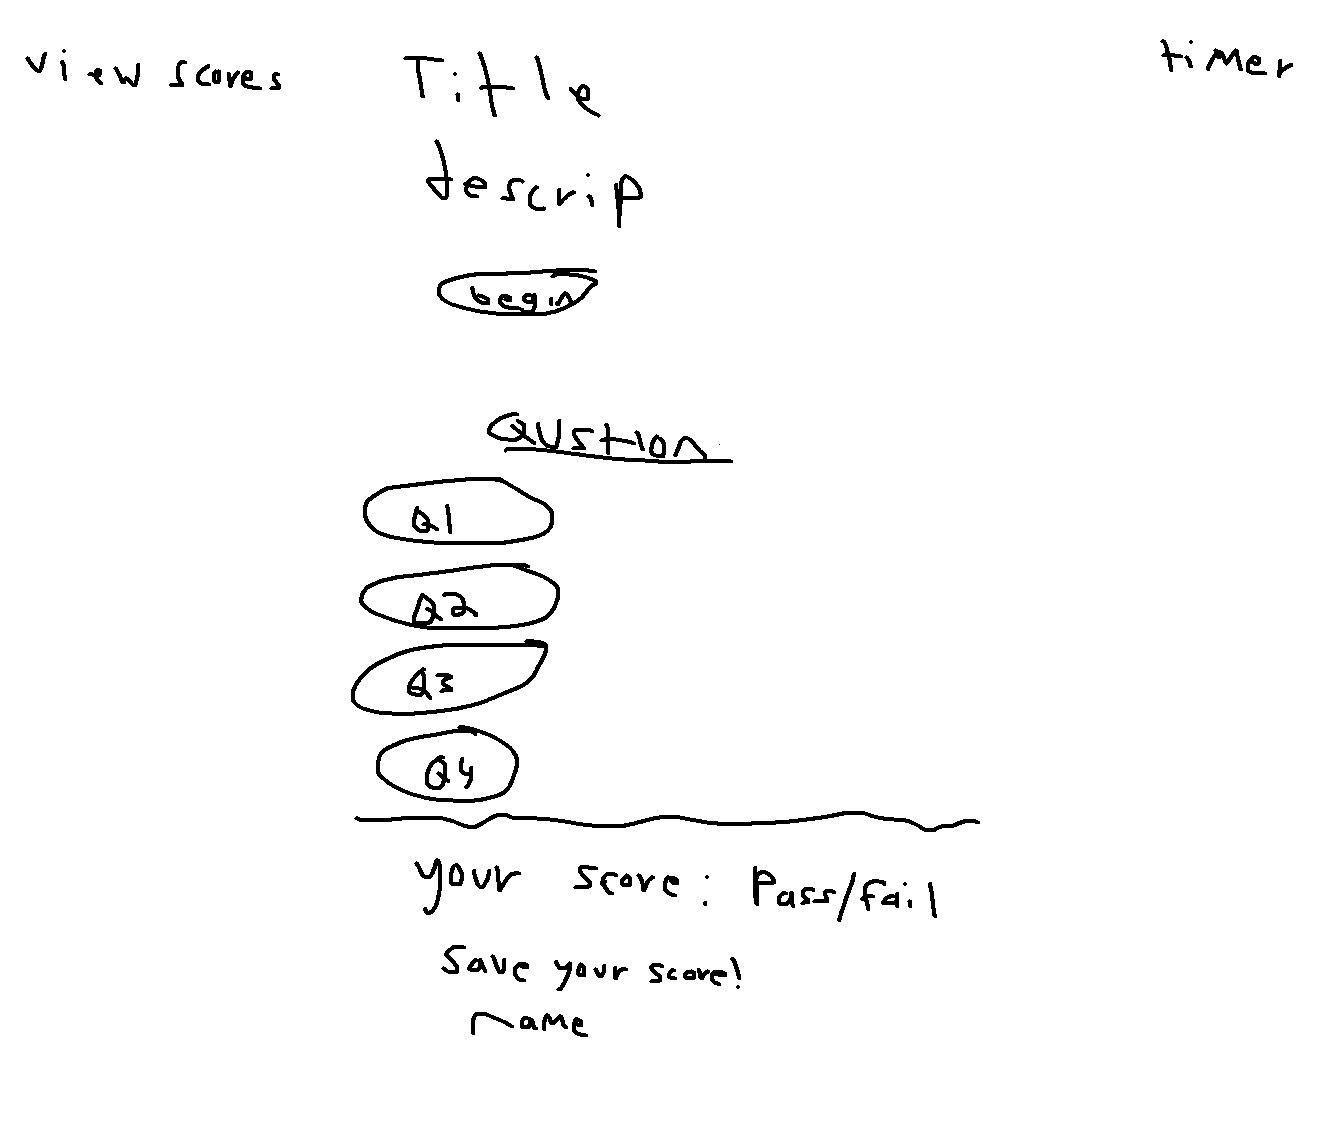 view scores
Title
timer
descrip
begin
Qustion
Q1
Q2
Q3
Q4
your score: Pass/fail
Save your score!
name